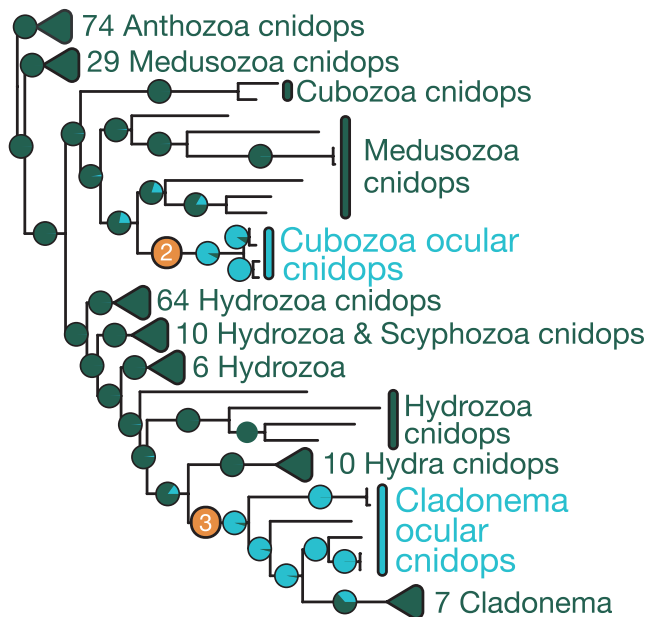 74 Anthozoa cnidops
29 Medusozoa cnidops
Cubozoa cnidops
Medusozoa
cnidops
2
Cubozoa ocular
cnidops
64 Hydrozoa cnidops
10 Hydrozoa & Scyphozoa cnidops
6 Hydrozoa
Hydrozoa
cnidops
10 Hydra cnidops
3
Cladonema
ocular
cnidops
7 Cladonema